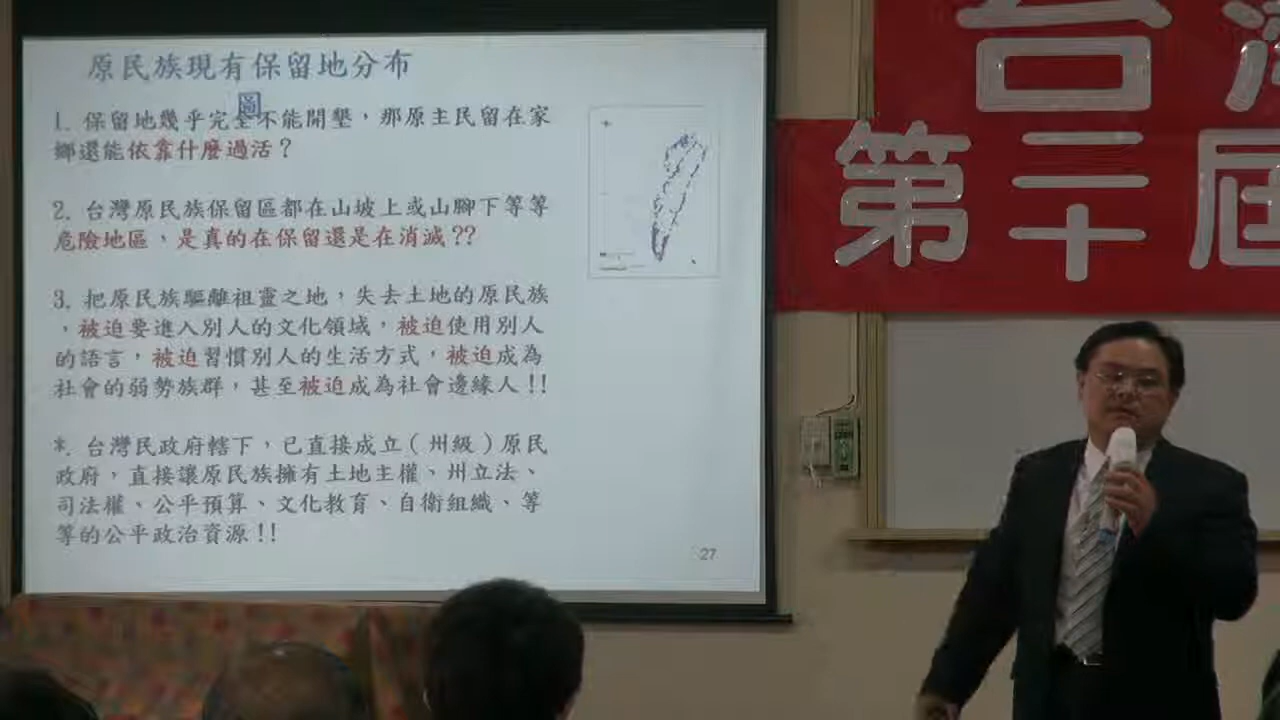 原民族現有保留地分布
圖
1. 保留地幾乎完全不能開墾，那原主民留在家
鄉還能依靠什麼過活？
2. 台灣原民族保留區都在山坡上或山腳下等等
危險地區，是真的在保留還是在消滅??
3. 把原民族驅離祖靈之地，失去土地的原民族
，被迫要進入別人的文化領域，被迫使用別人
的語言，被迫習慣別人的生活方式，被迫成為
社會的弱勢族群，甚至被迫成為社會邊緣人!!
*. 台灣民政府轄下，已直接成立(州級)原民
政府，直接讓原民族擁有土地主權、州立法、
司法權、公平預算、文化教育、自衛組織、等
等的公平政治資源!!
27
台灣
第二十屆